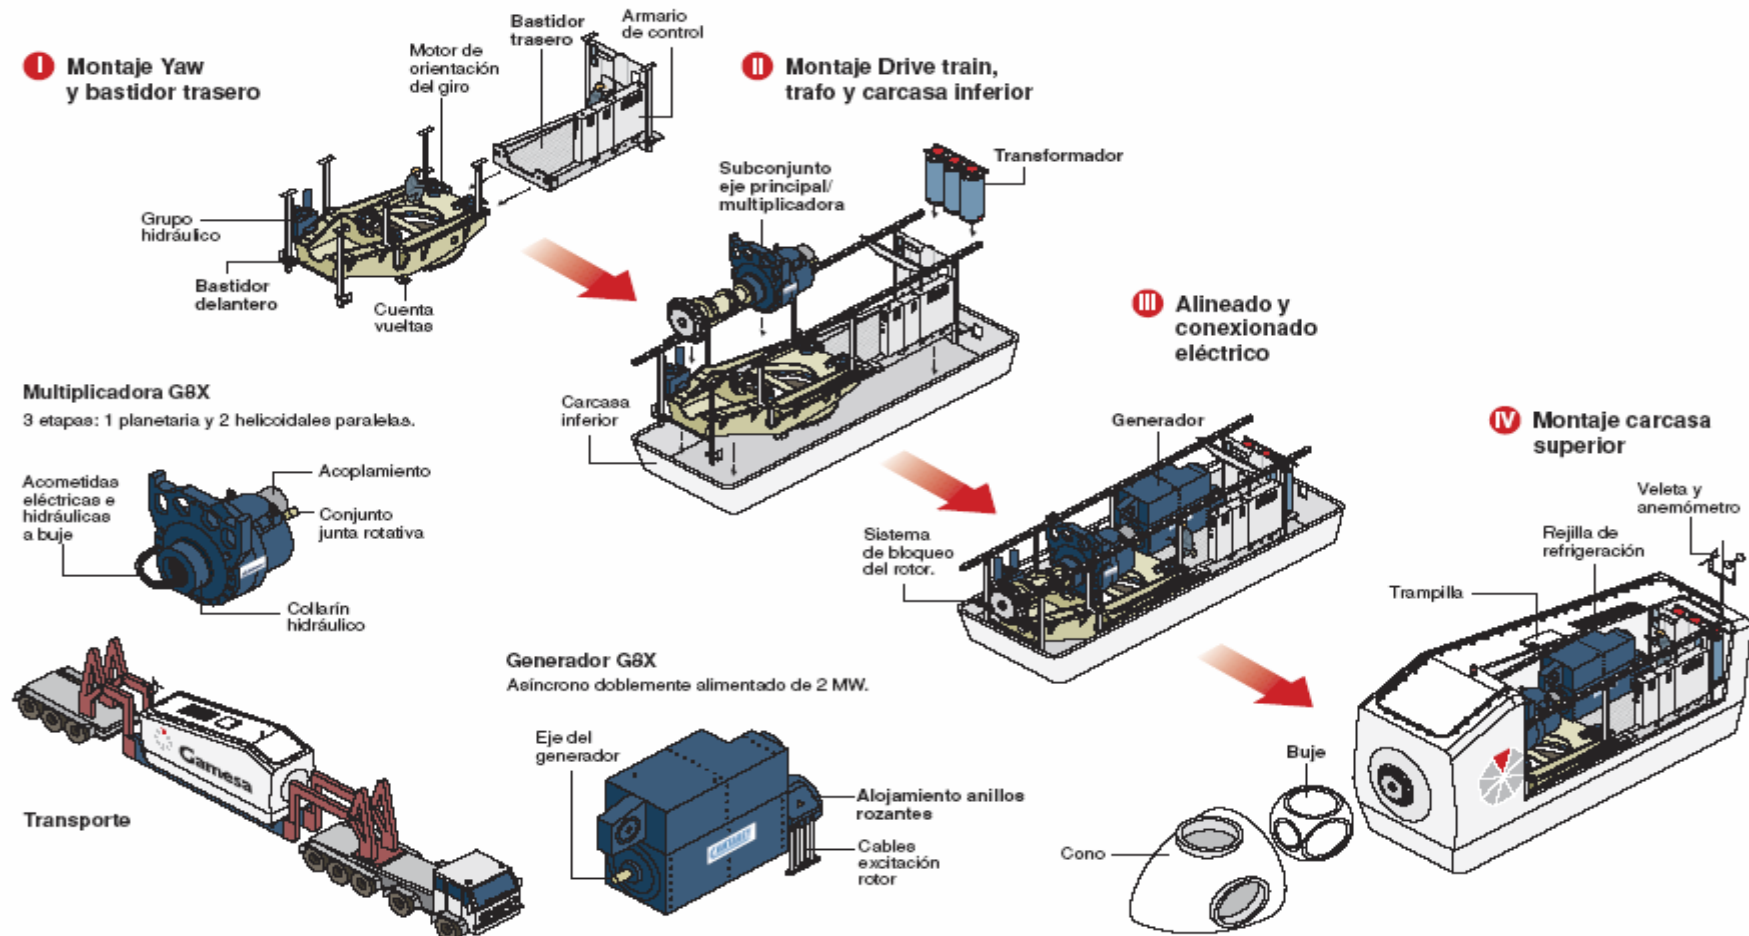 I Montaje Yaw
y bastidor trasero
Motor de
orientación
del giro
Bastidor
trasero
Armario
de control
Grupo
hidráulico
Bastidor
delantero
Cuenta
vueltas
II Montaje Drive train,
trafo y carcasa inferior
Subconjunto
eje principal/
multiplicadora
Transformador
Carcasa
inferior
III Alineado y
conexionado
eléctrico
Generador
Sistema
de bloqueo
del rotor.
IV Montaje carcasa
superior
Veleta y
anemómetro
Rejilla de
refrigeración
Trampilla
Buje
Cono
Multiplicadora G8X
3 etapas: 1 planetaria y 2 helicoidales paralelas.
Acometidas
eléctricas e
hidráulicas
a buje
Acoplamiento
Conjunto
junta rotativa
Collarín
hidráulico
Gamesa
Transporte
Generador G8X
Asíncrono doblemente alimentado de 2 MW.
Eje del
generador
Alojamiento anillos
rozantes
Cables
excitación
rotor